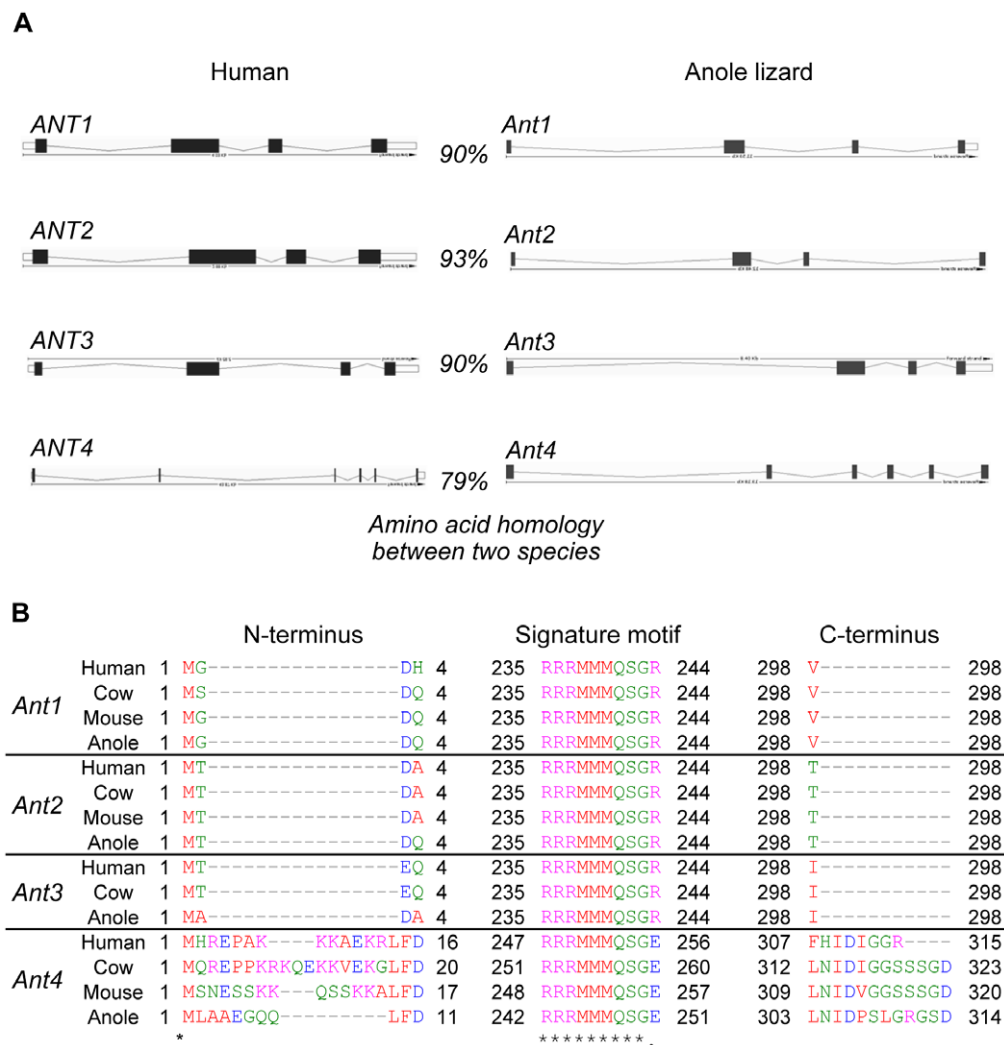 A
Human Anole lizard
ANT1 Ant1
90%
ANT2 Ant2
93%
ANT3 Ant3
90%
ANT4 Ant4
79%
Amino acid homology
between two species
B
N-terminus Signature motif C-terminus
Ant1
Human 1 MG----------------DH 4 235 RRRMMMQSGR 244 298 V------------ 298
Cow 1 MS----------------DQ 4 235 RRRMMMQSGR 244 298 V------------ 298
Mouse 1 MG----------------DQ 4 235 RRRMMMQSGR 244 298 V------------ 298
Anole 1 MG----------------DQ 4 235 RRRMMMQSGR 244 298 V------------ 298
Ant2
Human 1 MT----------------DA 4 235 RRRMMMQSGR 244 298 T------------ 298
Cow 1 MT----------------DA 4 235 RRRMMMQSGR 244 298 T------------ 298
Mouse 1 MT----------------DA 4 235 RRRMMMQSGR 244 298 T------------ 298
Anole 1 MT----------------DQ 4 235 RRRMMMQSGR 244 298 T------------ 298
Ant3
Human 1 MT----------------EQ 4 235 RRRMMMQSGR 244 298 I------------ 298
Cow 1 MT----------------EQ 4 235 RRRMMMQSGR 244 298 I------------ 298
Anole 1 MA----------------DA 4 235 RRRMMMQSGR 244 298 I------------ 298
Ant4
Human 1 MHREPAK----KKAEKRLFD 16 247 RRRMMMQSGE 256 307 FHIDIGGR---- 315
Cow 1 MQREPPKRKQEKKVEKGLFD 20 251 RRRMMMQSGE 260 312 LNIDIGGSSSGD 323
Mouse 1 MSNESSKK---QSSKKALFD 17 248 RRRMMMQSGE 257 309 LNIDVGGSSSGD 320
Anole 1 MLAAEGQQ---------LFD 11 242 RRRMMMQSGE 251 303 LNIDPSLGRGSD 314
* *********.